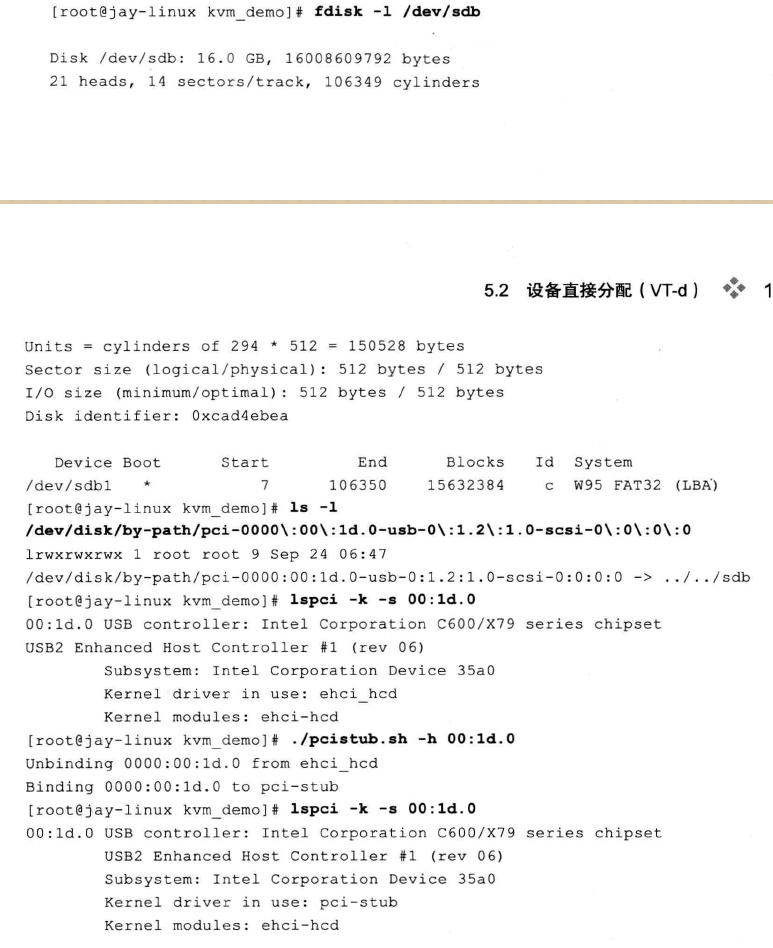 [root@jay-linux kvm_demo]# fdisk -l /dev/sdb
Disk /dev/sdb: 16.0 GB, 16008609792 bytes
21 heads, 14 sectors/track, 106349 cylinders
5.2 设备直接分配（VT-d） ❖ 1
Units = cylinders of 294 * 512 = 150528 bytes
Sector size (logical/physical): 512 bytes / 512 bytes
I/O size (minimum/optimal): 512 bytes / 512 bytes
Disk identifier: 0xcad4ebea
Device Boot Start End Blocks Id System
/dev/sdb1 * 7 106350 15632384 c W95 FAT32 (LBA)
[root@jay-linux kvm_demo]# ls -l
/dev/disk/by-path/pci-0000\:00\:1d.0-usb-0\:1.2\:1.0-scsi-0\:0\:0\:0
lrwxrwxrwx 1 root root 9 Sep 24 06:47
/dev/disk/by-path/pci-0000:00:1d.0-usb-0:1.2:1.0-scsi-0:0:0:0 -> ../../sdb
[root@jay-linux kvm_demo]# lspci -k -s 00:1d.0
00:1d.0 USB controller: Intel Corporation C600/X79 series chipset
USB2 Enhanced Host Controller #1 (rev 06)
Subsystem: Intel Corporation Device 35a0
Kernel driver in use: ehci_hcd
Kernel modules: ehci-hcd
[root@jay-linux kvm_demo]# ./pcistub.sh -h 00:1d.0
Unbinding 0000:00:1d.0 from ehci_hcd
Binding 0000:00:1d.0 to pci-stub
[root@jay-linux kvm_demo]# lspci -k -s 00:1d.0
00:1d.0 USB controller: Intel Corporation C600/X79 series chipset
USB2 Enhanced Host Controller #1 (rev 06)
Subsystem: Intel Corporation Device 35a0
Kernel driver in use: pci-stub
Kernel modules: ehci-hcd